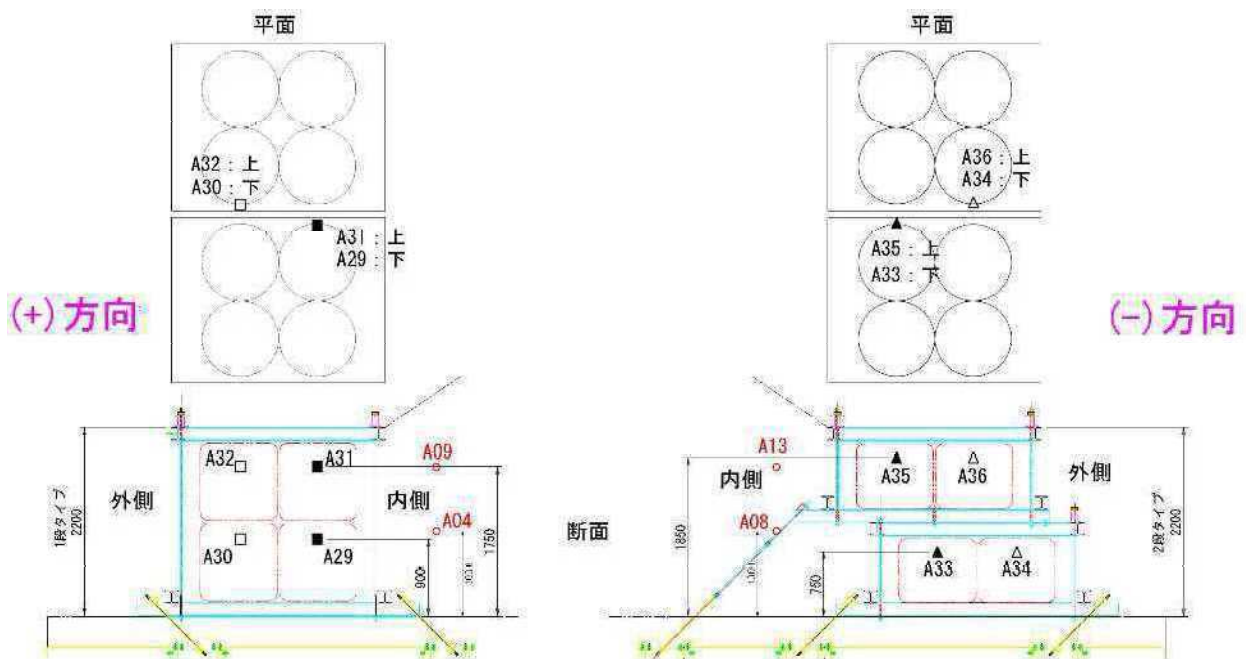 平面
平面
A32 : 上
A30 : 下
A31 : 上
A29 : 下
A36 : 上
A34 : 下
A35 : 上
A33 : 下
(+)方向
(-)方向
A32
A31
A09
外側
内側
A04
A30
A29
1段タイプ
2200
900
1750
断面
A13
内側
A35
A36
外側
A08
A33
A34
1850
760
2段タイプ
2200